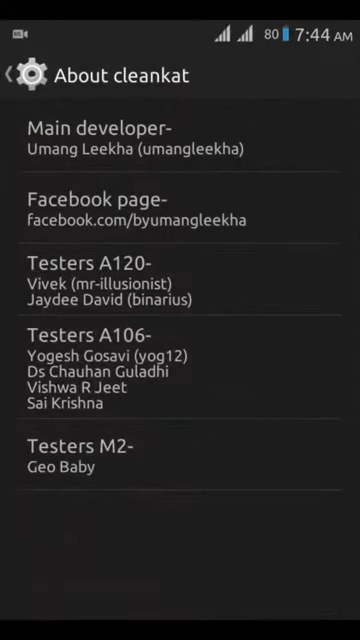 80 7:44 AM
About cleankat
Main developer-
Umang Leekha (umangleekha)
Facebook page-
facebook.com/byumangleekha
Testers A120-
Vivek (mr-illusionist)
Jaydee David (binarius)
Testers A106-
Yogesh Gosavi (yog12)
Ds Chauhan Guladhi
Vishwa R Jeet
Sai Krishna
Testers M2-
Geo Baby